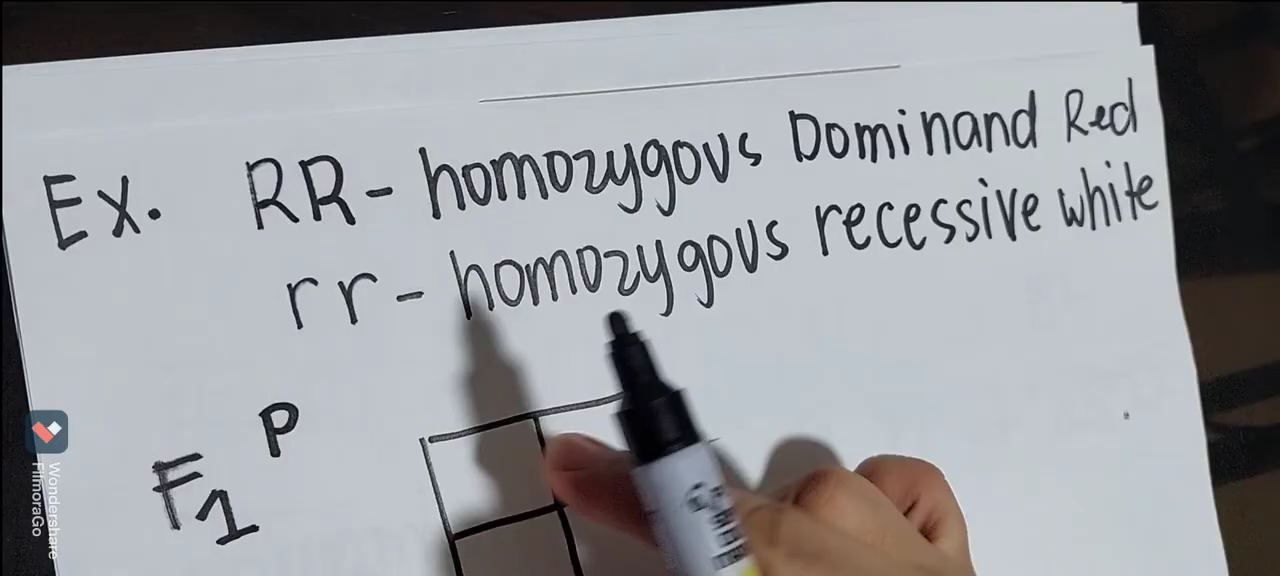 Ex. RR- homozygous Dominand Red
rr- homozygous recessive white
P
F1
Wondershare
FilmoraGo